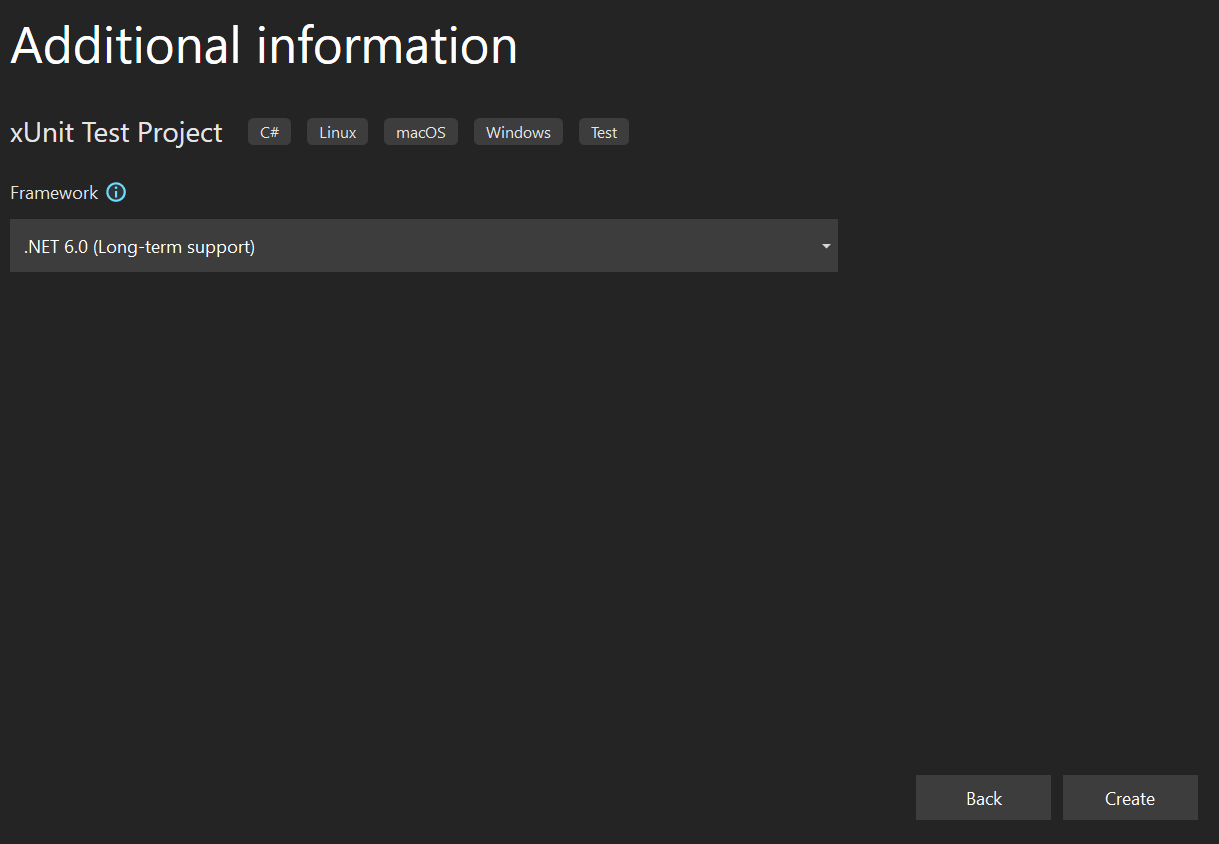 Additional information
xUnit Test Project C# Linux macOS Windows Test
Framework
.NET 6.0 (Long-term support)
Back Create